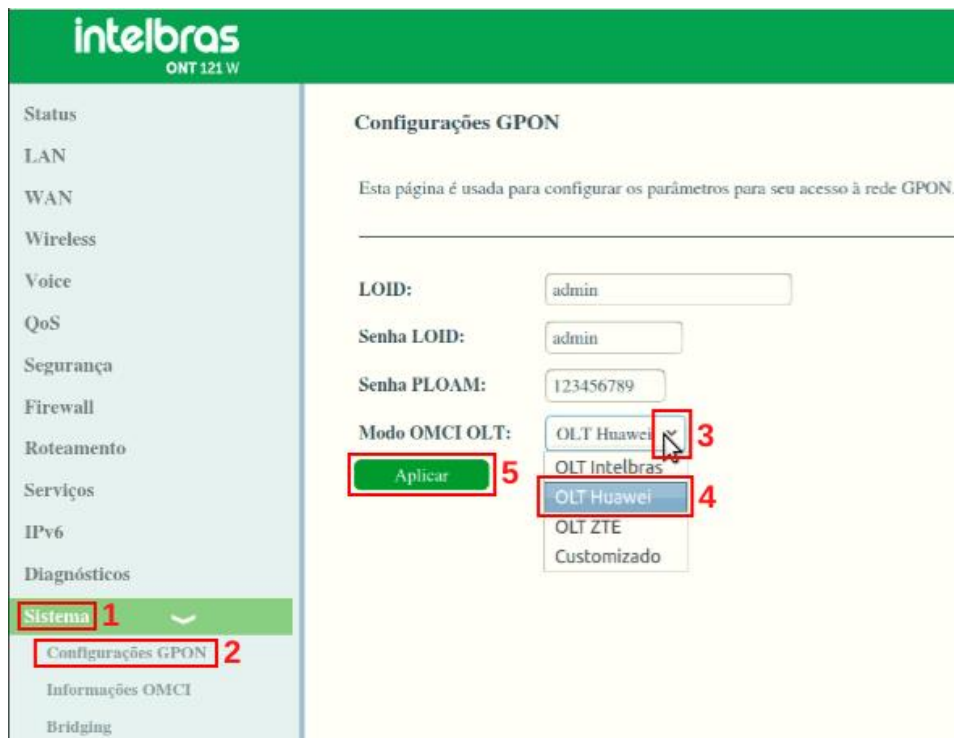 intelbras
ONT 121 W
Status
LAN
WAN
Wireless
Voice
QoS
Segurança
Firewall
Roteamento
Serviços
IPv6
Diagnósticos
Sistema 1
Configurações GPON 2
Informações OMCI
Bridging
Configurações GPON
Esta página é usada para configurar os parâmetros para seu acesso à rede GPON.
LOID: admin
Senha LOID: admin
Senha PLOAM: 123456789
Modo OMCI OLT: OLT Huawei 3
Aplicar 5
OLT Intelbras
OLT Huawei 4
OLT ZTE
Customizado